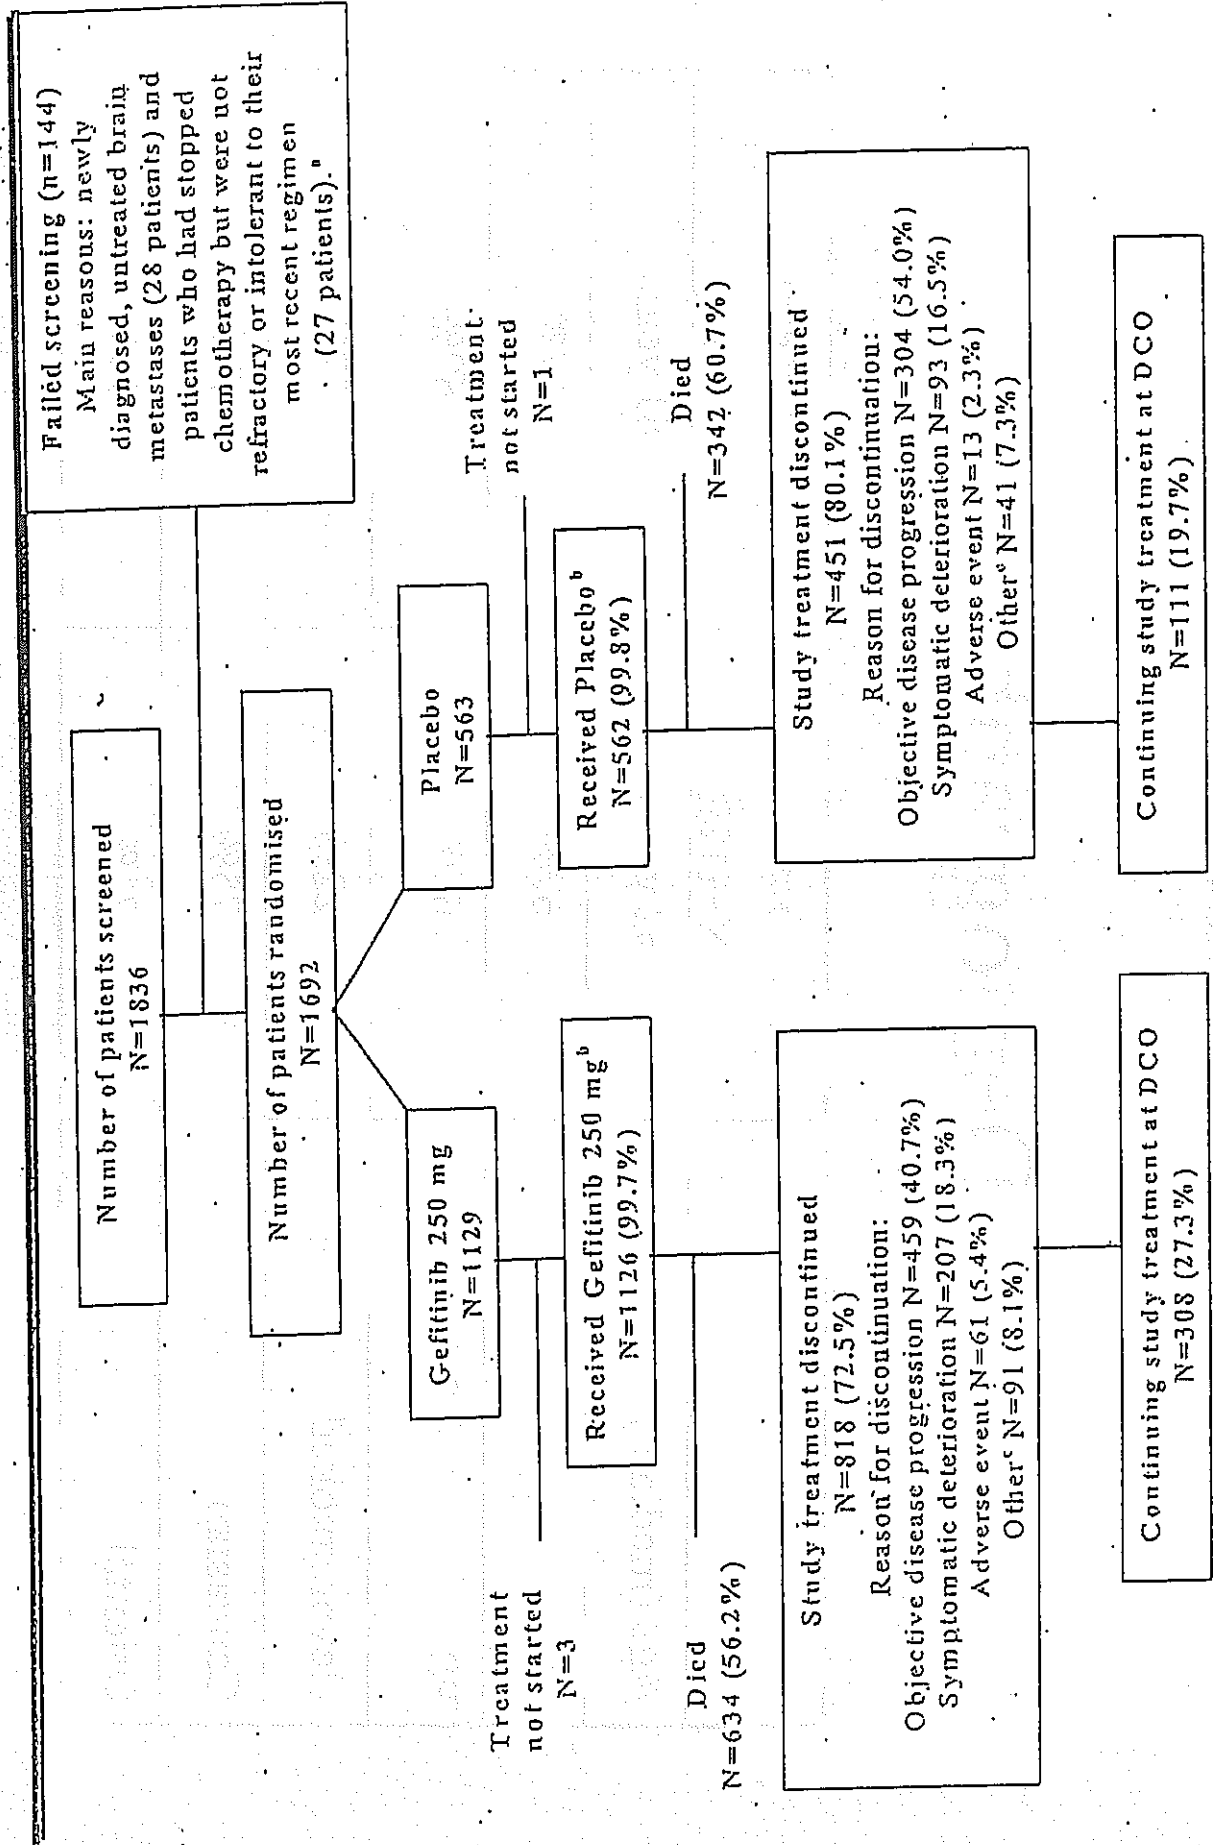 Number of patients screened
N=1836
Failed screening (n=144)
Main reasons: newly
diagnosed, untreated brain
metastases (28 patients) and
patients who had stopped
chemotherapy but were not
refractory or intolerant to their
most recent regimen
(27 patients).ª
Number of patients randomised
N=1692
Gefitinib 250 mg
N=1129
Placebo
N=563
Treatment
not started
N=3
Treatment
not started
N=1
Received Gefitinib 250 mgᵇ
N=1126 (99.7%)
Received Placeboᵇ
N=562 (99.8%)
Died
N=634 (56.2%)
Died
N=342 (60.7%)
Study treatment discontinued
N=818 (72.5%)
Reason for discontinuation:
Objective disease progression N=459 (40.7%)
Symptomatic deterioration N=207 (18.3%)
Adverse event N=61 (5.4%)
Otherᶜ N=91 (8.1%)
Study treatment discontinued
N=451 (80.1%)
Reason for discontinuation:
Objective disease progression N=304 (54.0%)
Symptomatic deterioration N=93 (16.5%)
Adverse event N=13 (2.3%)
Otherᶜ N=41 (7.3%)
Continuing study treatment at DCO
N=308 (27.3%)
Continuing study treatment at DCO
N=111 (19.7%)